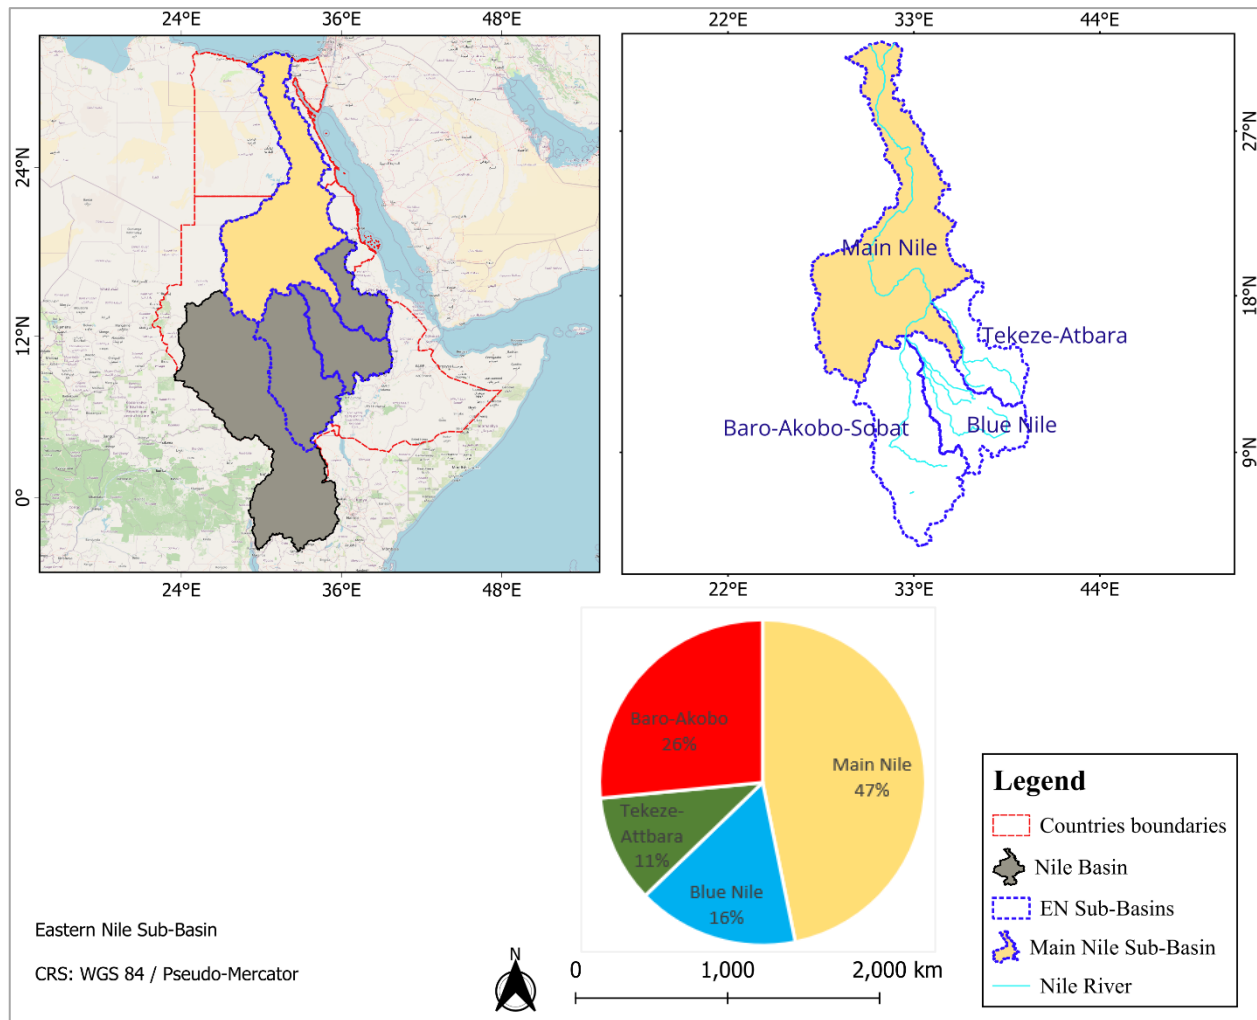 24°E 36°E 48°E
22°E 33°E 44°E
24°N
12°N
0°
27°N
18°N
9°N
Main Nile
Tekeze-Atbara
Baro-Akobo-Sobat
Blue Nile
24°E 36°E 48°E
22°E 33°E 44°E
Baro-Akobo
26%
Main Nile
47%
Tekeze-
Attbara
11%
Blue Nile
16%
Legend
Countries boundaries
Nile Basin
EN Sub-Basins
Main Nile Sub-Basin
Nile River
Eastern Nile Sub-Basin
CRS: WGS 84 / Pseudo-Mercator
N
0 1,000 2,000 km